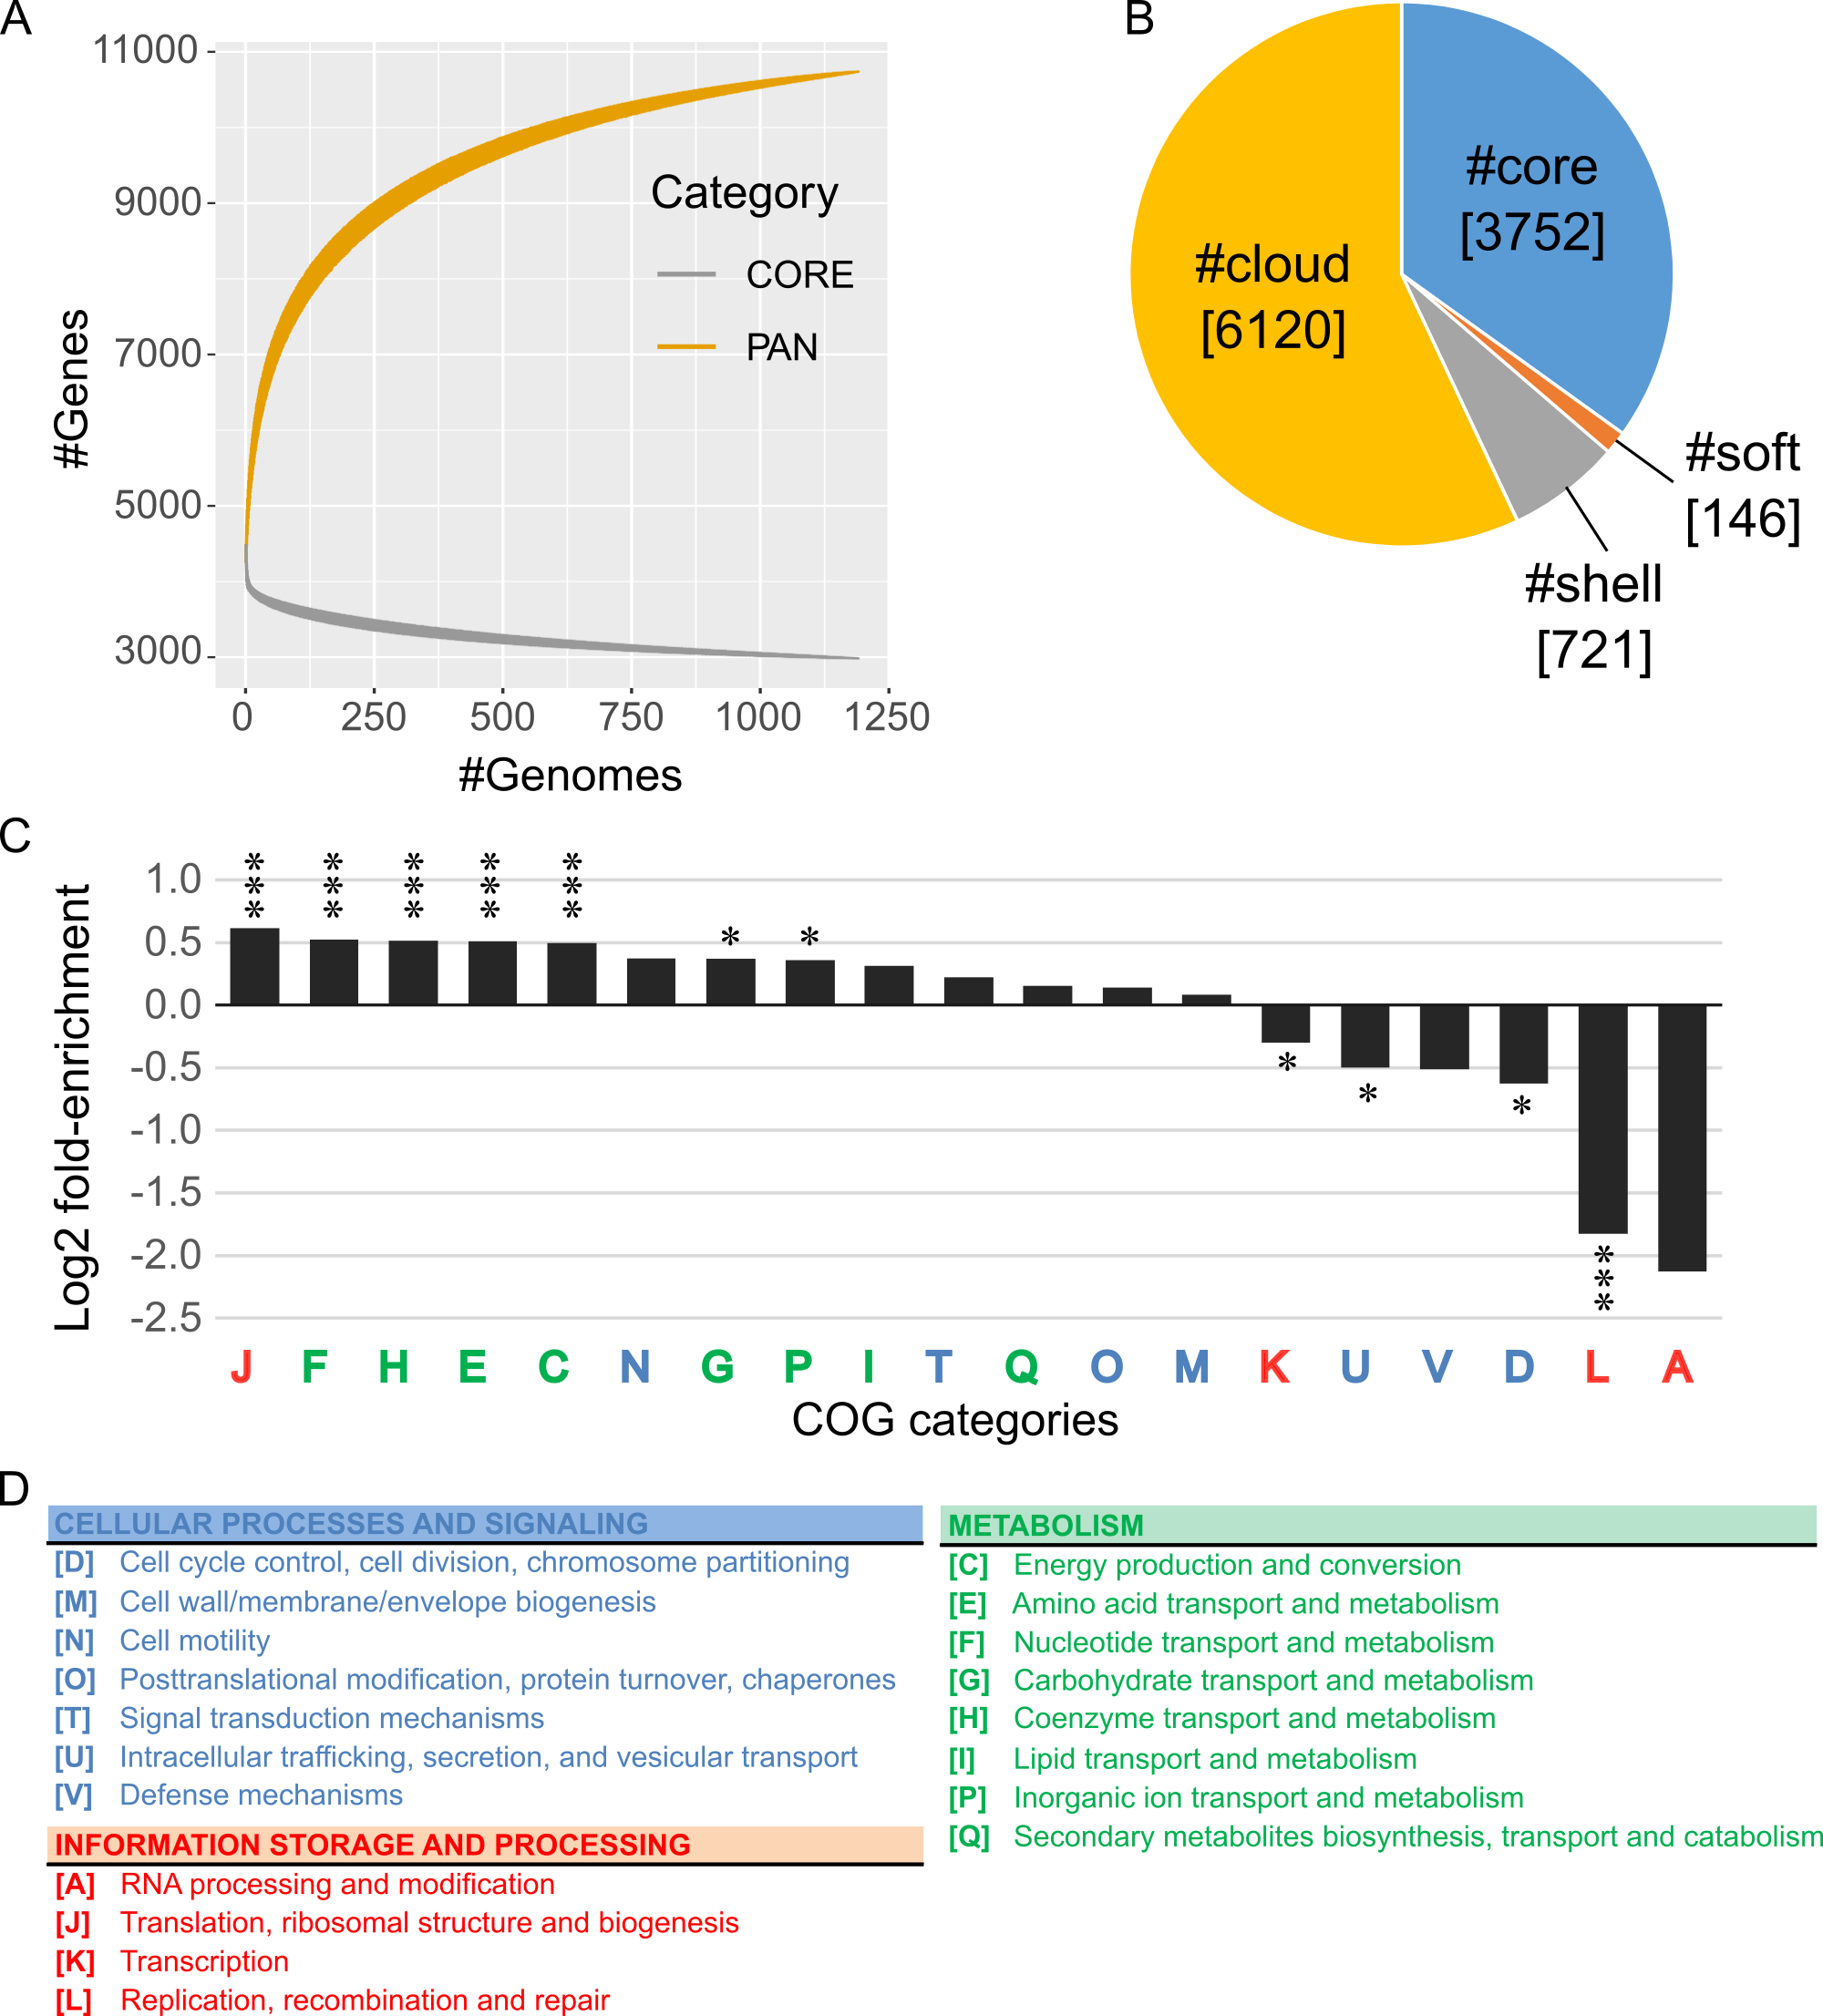 A
11000
9000
7000
5000
3000
#Genes
0 250 500 750 1000 1250
#Genomes
Category
CORE
PAN
B
#core
[3752]
#cloud
[6120]
#soft
[146]
#shell
[721]
C
*** *** *** *** ***
* *
* * *
***
1.0
0.5
0.0
-0.5
-1.0
-1.5
-2.0
-2.5
Log2 fold-enrichment
J F H E C N G P I T Q O M K U V D L A
COG categories
D
CELLULAR PROCESSES AND SIGNALING
[D] Cell cycle control, cell division, chromosome partitioning
[M] Cell wall/membrane/envelope biogenesis
[N] Cell motility
[O] Posttranslational modification, protein turnover, chaperones
[T] Signal transduction mechanisms
[U] Intracellular trafficking, secretion, and vesicular transport
[V] Defense mechanisms
INFORMATION STORAGE AND PROCESSING
[A] RNA processing and modification
[J] Translation, ribosomal structure and biogenesis
[K] Transcription
[L] Replication, recombination and repair
METABOLISM
[C] Energy production and conversion
[E] Amino acid transport and metabolism
[F] Nucleotide transport and metabolism
[G] Carbohydrate transport and metabolism
[H] Coenzyme transport and metabolism
[I] Lipid transport and metabolism
[P] Inorganic ion transport and metabolism
[Q] Secondary metabolites biosynthesis, transport and catabolism